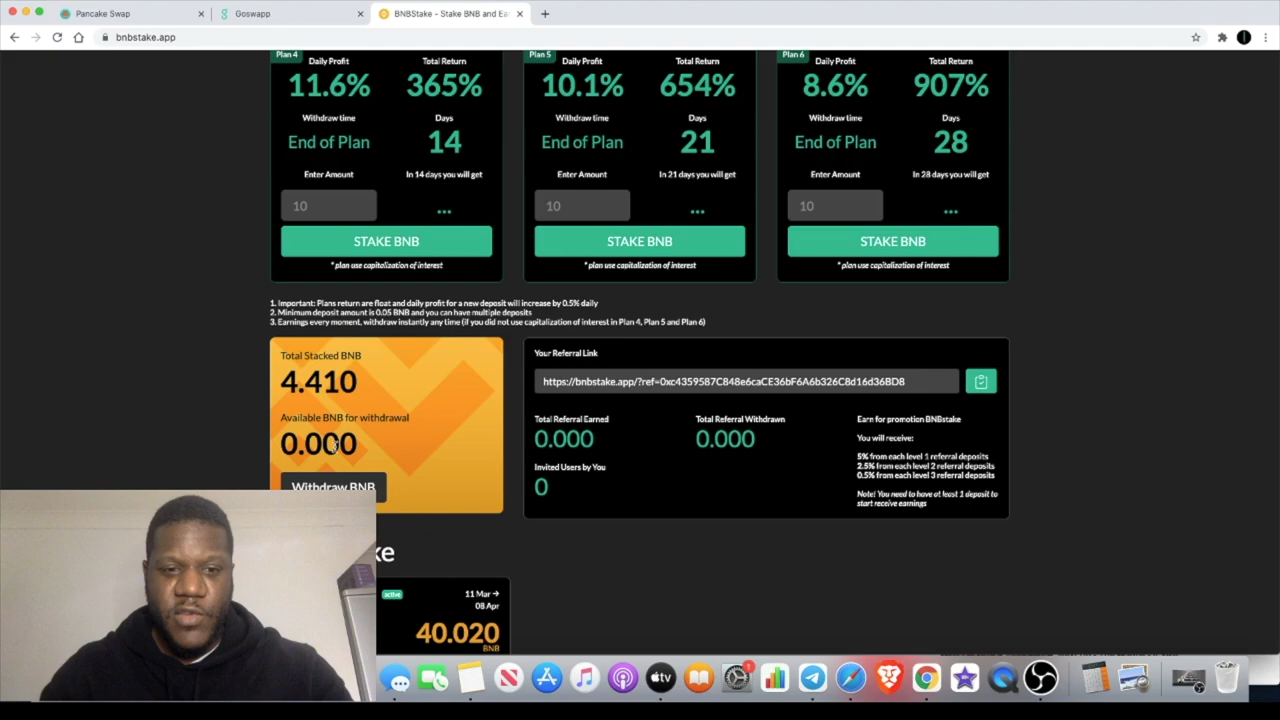 Pancake Swap
Goswapp
BNBStake - Stake BNB and Ea
bnbstake.app
Plan 4
Daily Profit
Total Return
11.6%
365%
Withdraw time
Days
End of Plan
14
Enter Amount
In 14 days you will get
10
...
STAKE BNB
* plan use capitalization of interest
Plan 5
Daily Profit
Total Return
10.1%
654%
Withdraw time
Days
End of Plan
21
Enter Amount
In 21 days you will get
10
...
STAKE BNB
* plan use capitalization of interest
Plan 6
Daily Profit
Total Return
8.6%
907%
Withdraw time
Days
End of Plan
28
Enter Amount
In 28 days you will get
10
...
STAKE BNB
* plan use capitalization of interest
1. Important: Plans return are float and daily profit for a new deposit will increase by 0.5% daily
2. Minimum deposit amount is 0.05 BNB and you can have multiple deposits
3. Earnings every moment, withdraw instantly any time (if you did not use capitalization of interest in Plan 4, Plan 5 and Plan 6)
Total Stacked BNB
4.410
Available BNB for withdrawal
0.000
Withdraw BNB
Your Referral Link
https://bnbstake.app/?ref=0xc4359587C848e6caCE36bF6A6b326C8d16d36BD8
Total Referral Earned
0.000
Total Referral Withdrawn
0.000
Invited Users by You
0
Earn for promotion BNBstake
You will receive:
5% from each level 1 referral deposits
2.5% from each level 2 referral deposits
0.5% from each level 3 referral deposits
Note! You need to have at least 1 deposit to
start receive earnings
ke
active
11 Mar →
08 Apr
40.020
BNB
tv